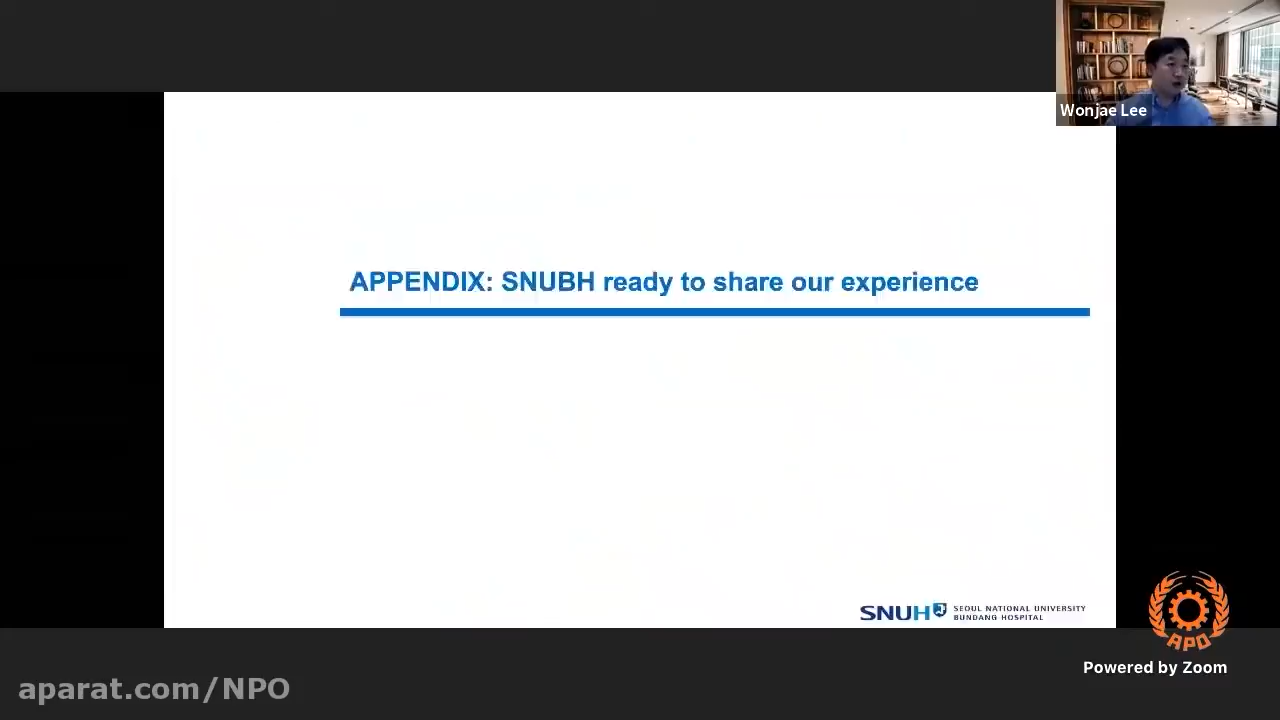 Wonjae Lee
APPENDIX: SNUBH ready to share our experience
SNUH SEOUL NATIONAL UNIVERSITY
BUNDANG HOSPITAL
APO
Powered by Zoom
aparat.com/NPO